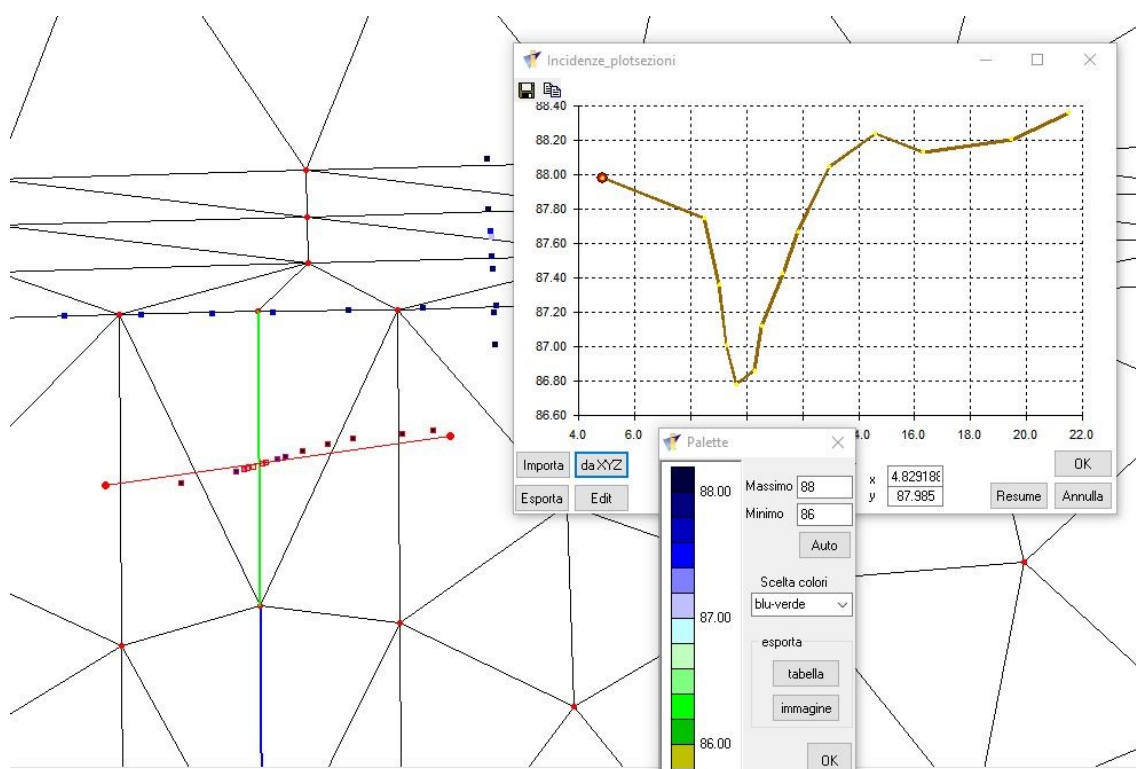 Incidenze_plotsezioni
88.40
88.20
88.00
87.80
87.60
87.40
87.20
87.00
86.80
86.60
4.0 6.0 4.0 16.0 18.0 20.0 22.0
Importa da XYZ
Esporta Edit
x 4.829188
y 87.985
OK
Resume Annulla
Palette
88.00
87.00
86.00
Massimo 88
Minimo 86
Auto
Scelta colori
blu-verde
esporta
tabella
immagine
OK